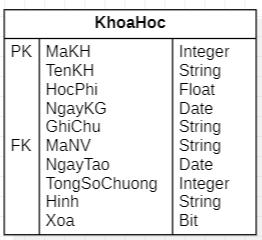 KhoaHoc
PK MaKH Integer
TenKH String
HocPhi Float
NgayKG Date
GhiChu String
FK MaNV String
NgayTao Date
TongSoChuong Integer
Hinh String
Xoa Bit